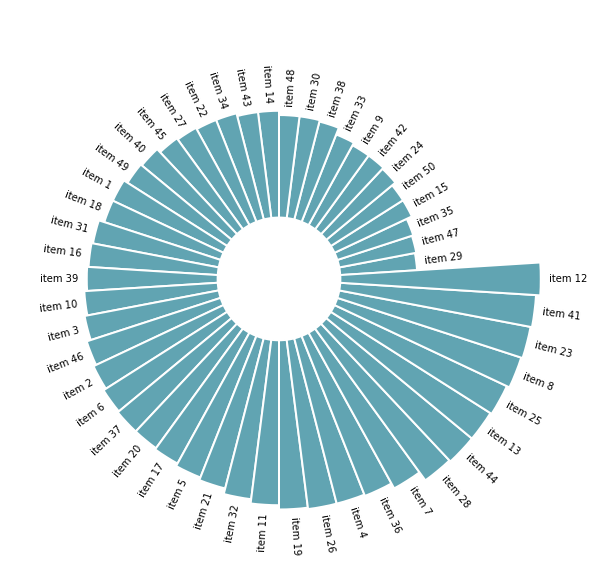 item 48
item 30
item 38
item 33
item 9
item 42
item 24
item 50
item 15
item 35
item 47
item 29
item 12
item 41
item 23
item 8
item 25
item 13
item 44
item 28
item 7
item 36
item 4
item 26
item 19
item 11
item 32
item 21
item 5
item 17
item 20
item 37
item 6
item 2
item 46
item 3
item 10
item 39
item 16
item 31
item 18
item 1
item 49
item 40
item 45
item 27
item 22
item 34
item 43
item 14